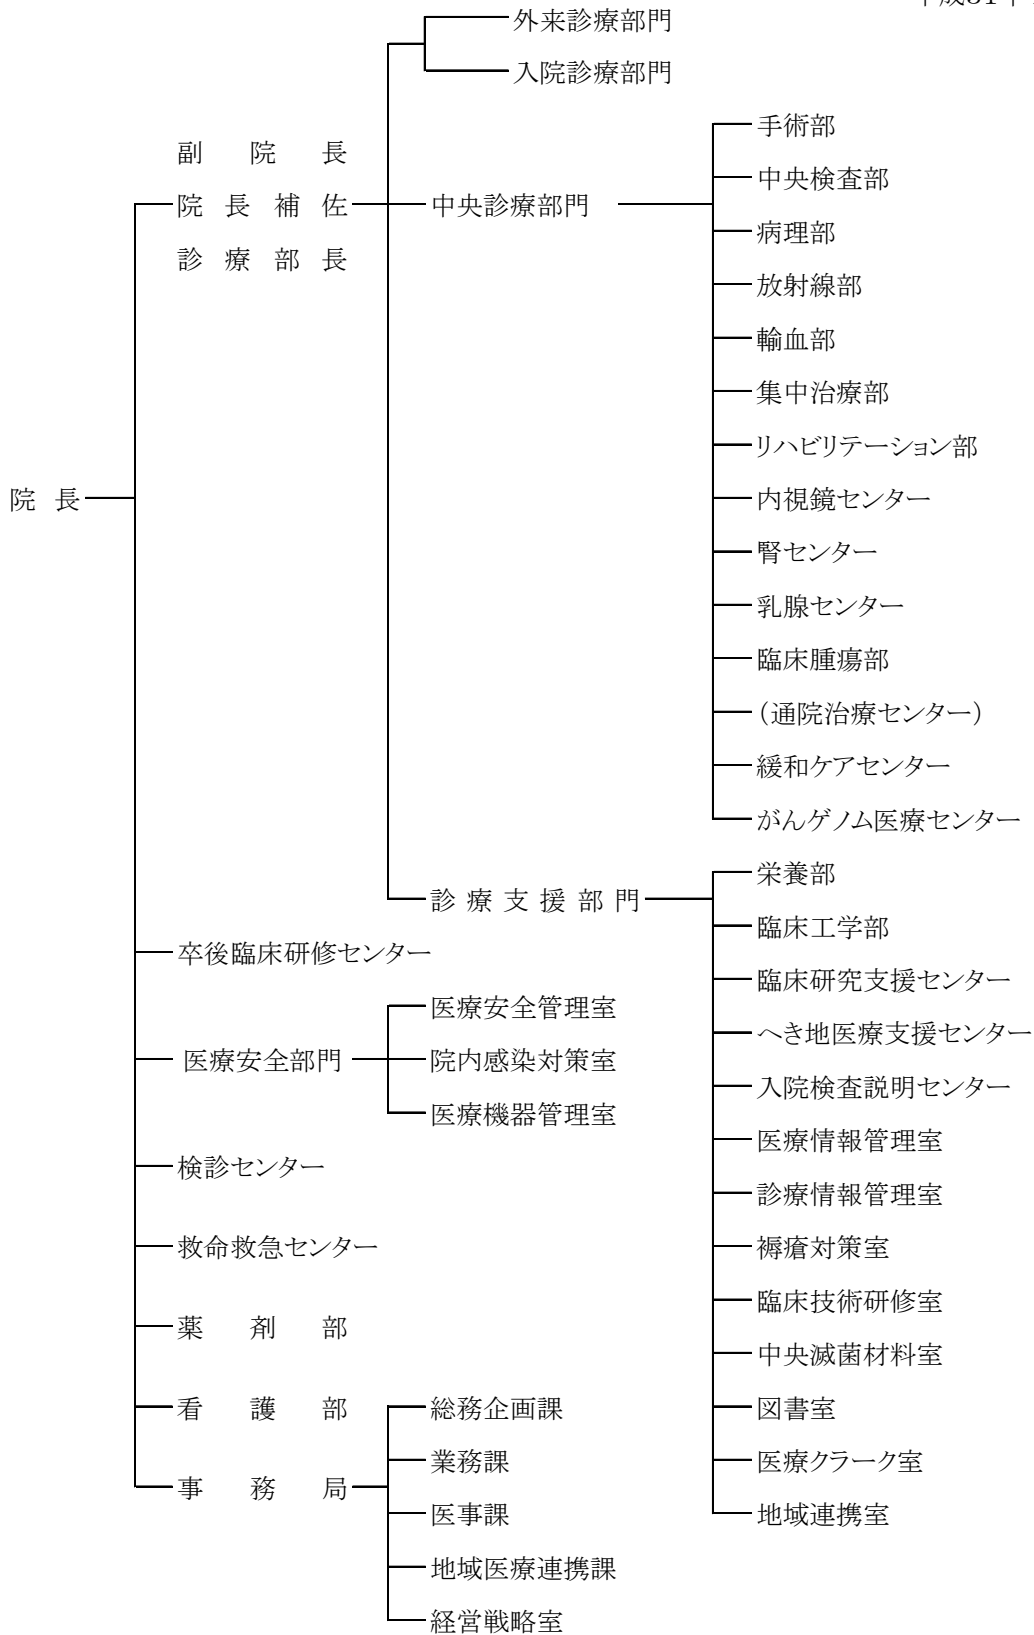 外来診療部門
入院診療部門
副院長
院長補佐
診療部長
中央診療部門
手術部
中央検査部
病理部
放射線部
輸血部
集中治療部
リハビリテーション部
内視鏡センター
腎センター
乳腺センター
臨床腫瘍部
（通院治療センター）
緩和ケアセンター
がんゲノム医療センター
院長
診療支援部門
栄養部
臨床工学部
臨床研究支援センター
へき地医療支援センター
入院検査説明センター
医療情報管理室
診療情報管理室
褥瘡対策室
臨床技術研修室
中央滅菌材料室
図書室
医療クラーク室
地域連携室
卒後臨床研修センター
医療安全部門
医療安全管理室
院内感染対策室
医療機器管理室
検診センター
救命救急センター
薬剤部
看護部
事務局
総務企画課
業務課
医事課
地域医療連携課
経営戦略室